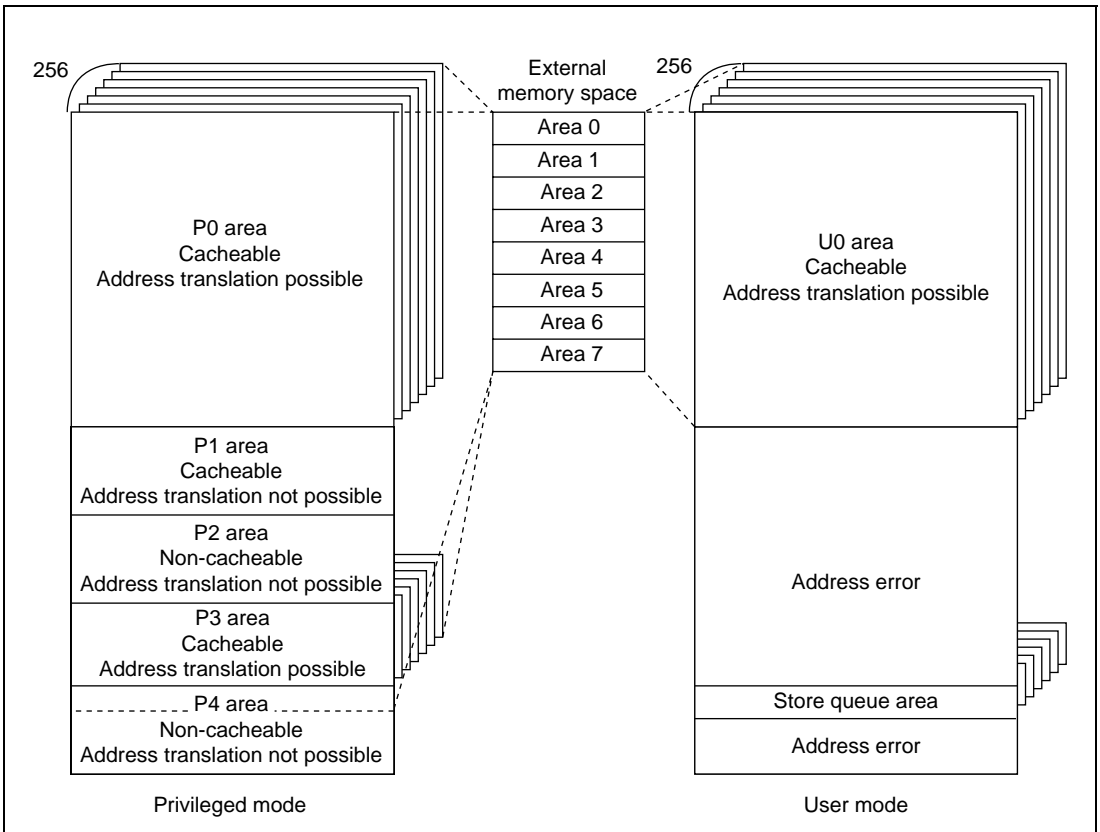 256
P0 area
Cacheable
Address translation possible
P1 area
Cacheable
Address translation not possible
P2 area
Non-cacheable
Address translation not possible
P3 area
Cacheable
Address translation possible
P4 area
Non-cacheable
Address translation not possible
Privileged mode
External
memory space
Area 0
Area 1
Area 2
Area 3
Area 4
Area 5
Area 6
Area 7
256
U0 area
Cacheable
Address translation possible
Address error
Store queue area
Address error
User mode